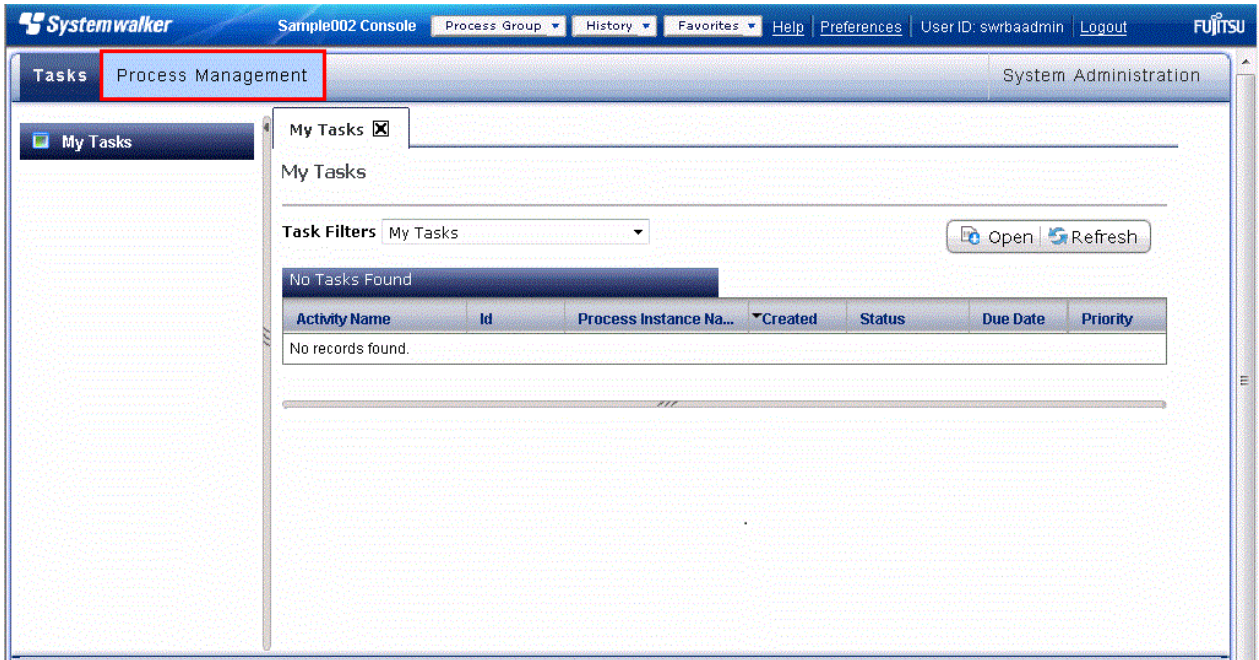 Systemwalker Sample002 Console Process Group History Favorites Help Preferences User ID: swrbaadmin Logout FUJITSU
Tasks Process Management System Administration
My Tasks
My Tasks
My Tasks
Task Filters My Tasks Open Refresh
No Tasks Found
Activity Name Id Process Instance Na... Created Status Due Date Priority
No records found.